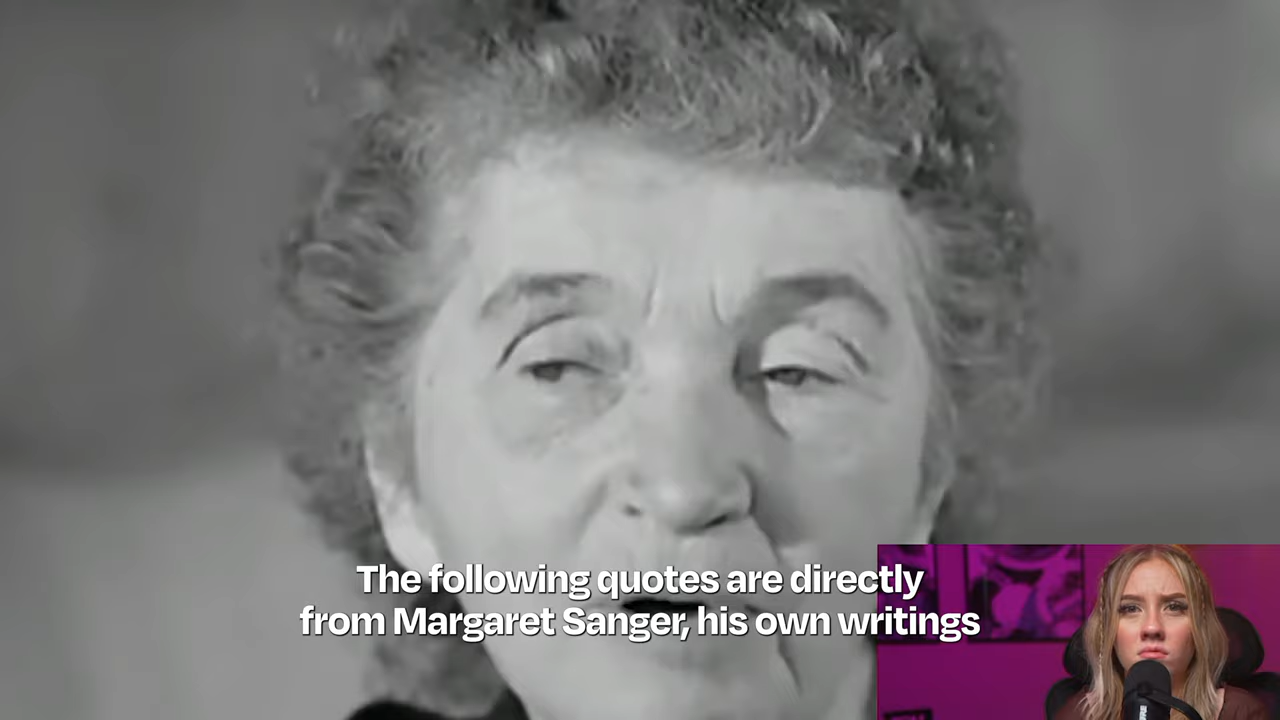 The following quotes are directly
from Margaret Sanger, his own writings